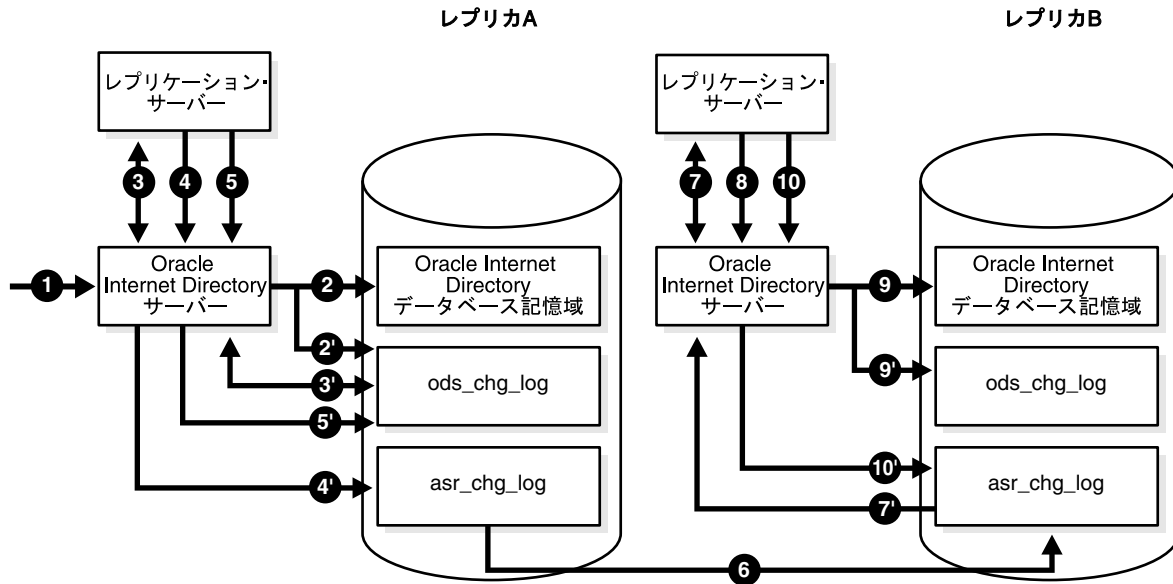 レプリカA
レプリカB
レプリケーション・
サーバー
レプリケーション・
サーバー
3
4
5
7
8
10
1
Oracle
Internet Directory
サーバー
2
2'
3'
5'
4'
Oracle Internet
Directory
データベース記憶域
ods_chg_log
asr_chg_log
Oracle
Internet Directory
サーバー
9
9'
10'
7'
Oracle Internet
Directory
データベース記憶域
ods_chg_log
asr_chg_log
6